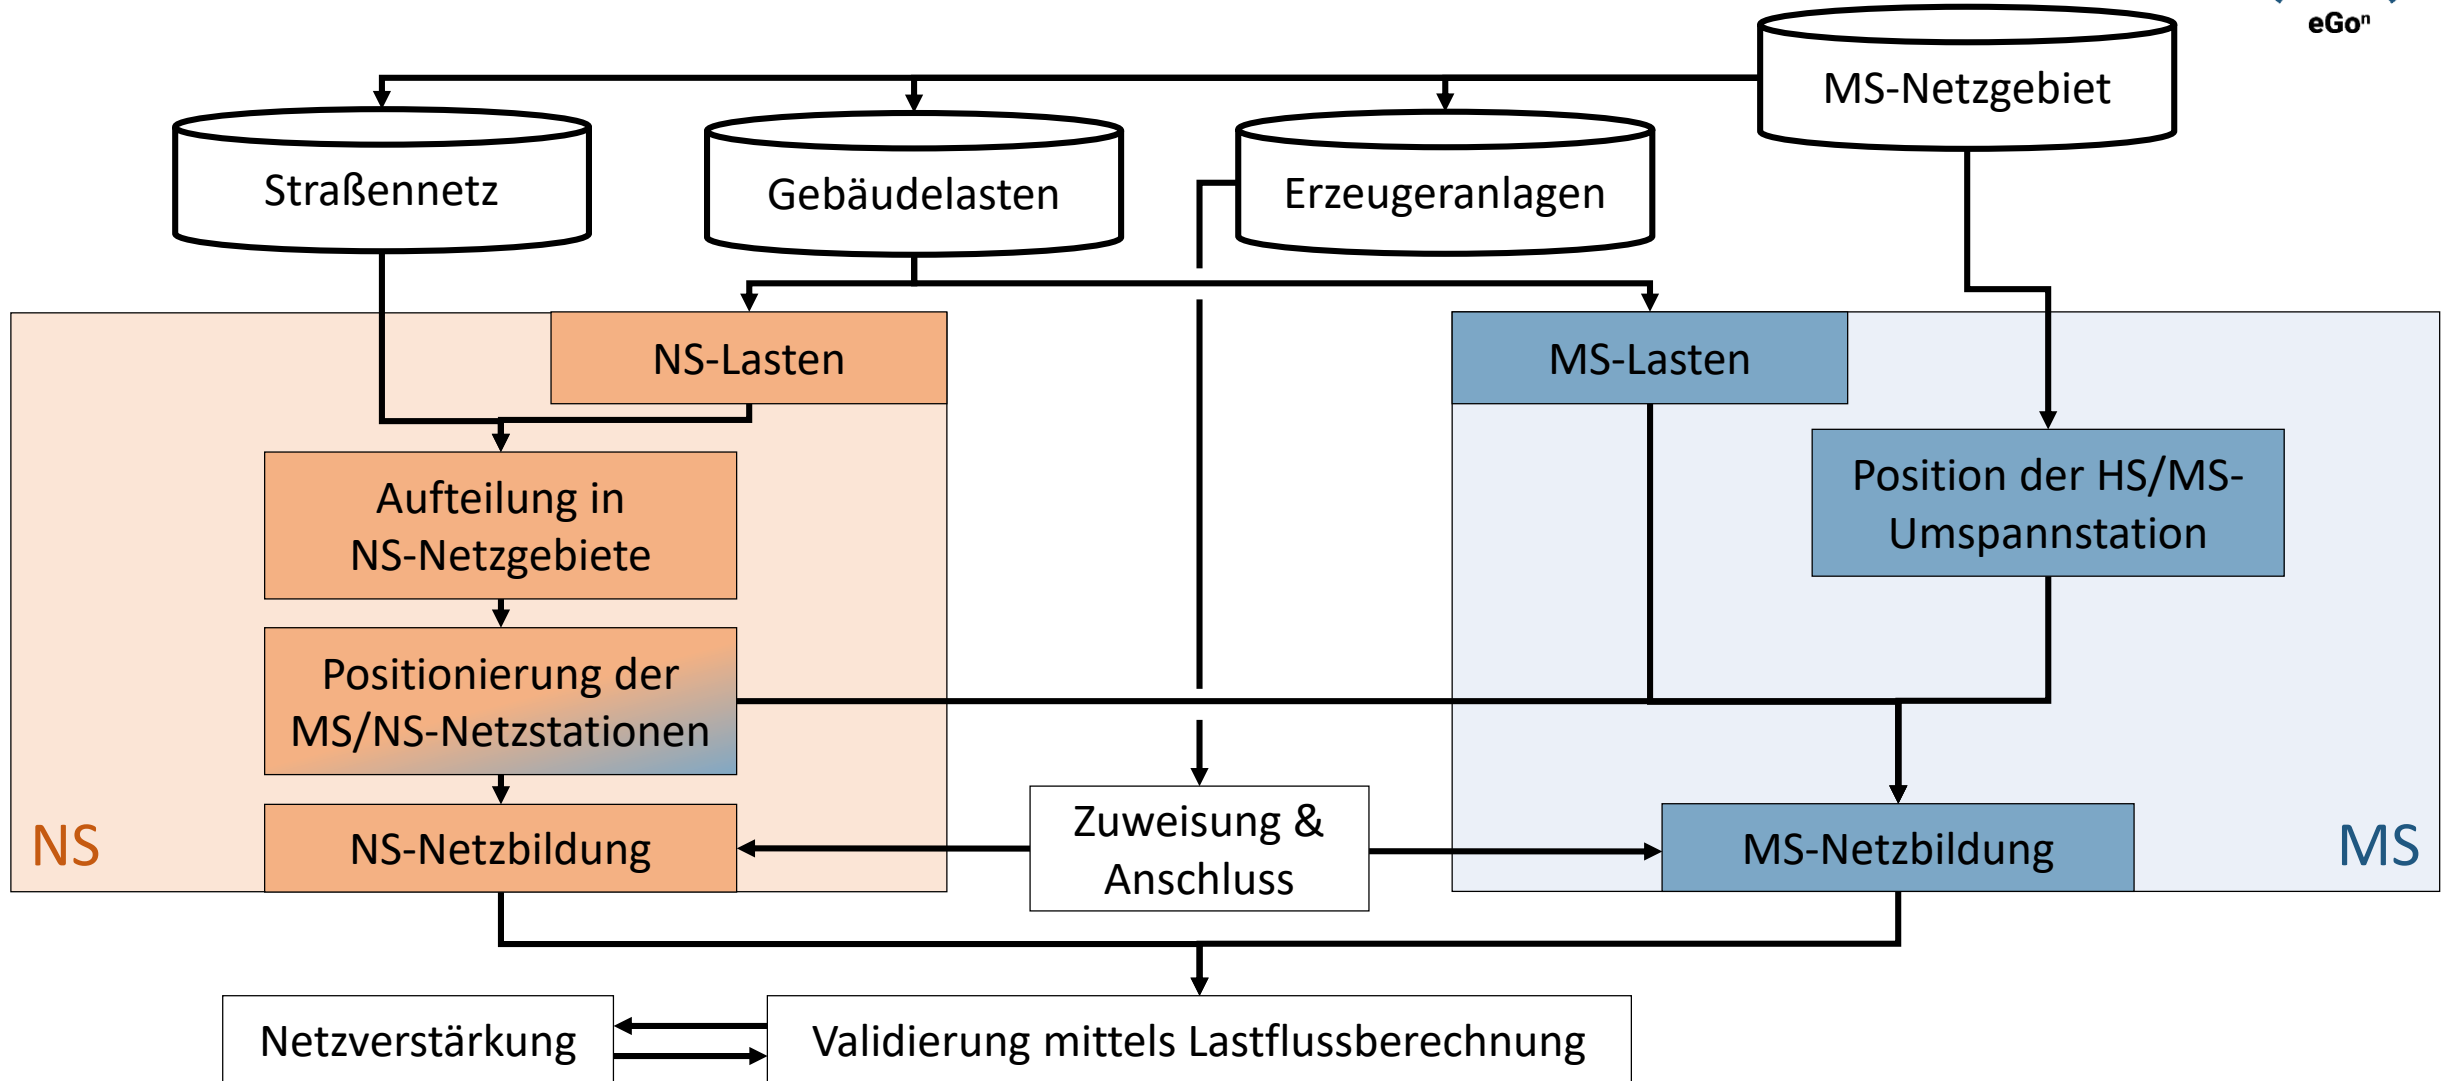 eGoⁿ
MS-Netzgebiet
Straßennetz
Gebäudelasten
Erzeugeranlagen
NS-Lasten
MS-Lasten
Aufteilung in
NS-Netzgebiete
Position der HS/MS-
Umspannstation
Positionierung der
MS/NS-Netzstationen
NS
NS-Netzbildung
Zuweisung &
Anschluss
MS-Netzbildung
MS
Netzverstärkung
Validierung mittels Lastflussberechnung